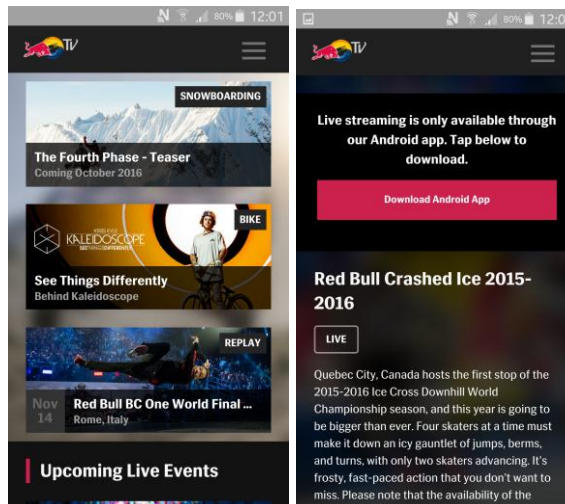 80% 12:01
TV
SNOWBOARDING
The Fourth Phase - Teaser
Coming October 2016
KALEIDOSCOPE
SEE THINGS DIFFERENTLY
BIKE
See Things Differently
Behind Kaleidoscope
REPLAY
Nov
14
Red Bull BC One World Final ...
Rome, Italy
Upcoming Live Events
80% 12:0
TV
Live streaming is only available through
our Android app. Tap below to
download.
Download Android App
Red Bull Crashed Ice 2015-
2016
LIVE
Quebec City, Canada hosts the first stop of the
2015-2016 Ice Cross Downhill World
Championship season, and this year is going to
be bigger than ever. Four skaters at a time must
make it down an icy gauntlet of jumps, berms,
and turns, with only two skaters advancing. It's
frosty, fast-paced action that you don't want to
miss. Please note that the availability of the